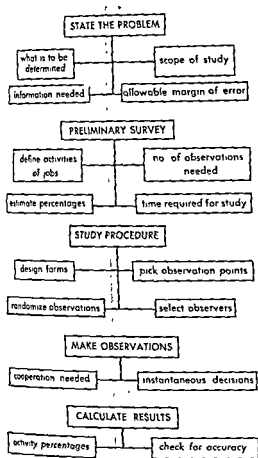 STATE THE PROBLEM
what is to be
determined
scope of study
information needed
allowable margin of error
PRELIMINARY SURVEY
define activities
of jobs
no of observations
needed
estimate percentages
time required for study
STUDY PROCEDURE
design forms
pick observation points
randomize observations
select observers
MAKE OBSERVATIONS
cooperation needed
instantaneous decisions
CALCULATE RESULTS
activity percentages
check for accuracy